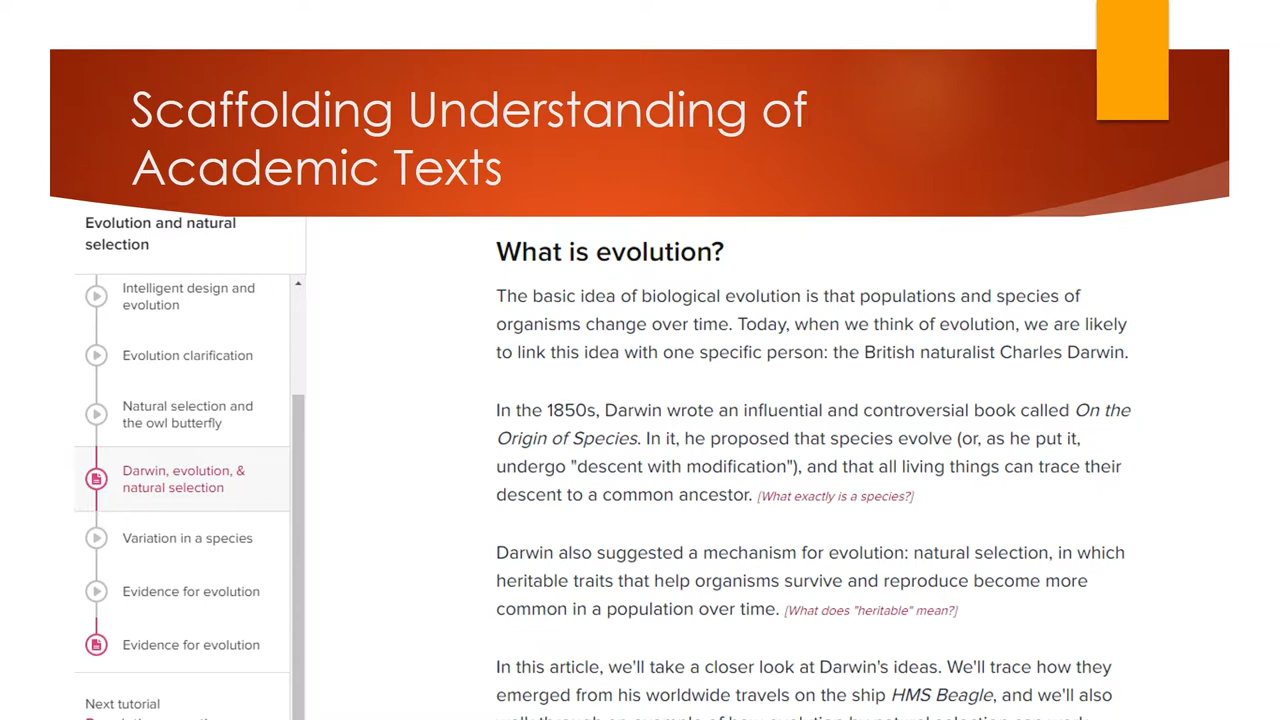 Scaffolding Understanding of
Academic Texts
Evolution and natural
selection
Intelligent design and
evolution
Evolution clarification
Natural selection and
the owl butterfly
Darwin, evolution, &
natural selection
Variation in a species
Evidence for evolution
Evidence for evolution
Next tutorial
What is evolution?
The basic idea of biological evolution is that populations and species of
organisms change over time. Today, when we think of evolution, we are likely
to link this idea with one specific person: the British naturalist Charles Darwin.
In the 1850s, Darwin wrote an influential and controversial book called On the
Origin of Species. In it, he proposed that species evolve (or, as he put it,
undergo "descent with modification"), and that all living things can trace their
descent to a common ancestor. [What exactly is a species?]
Darwin also suggested a mechanism for evolution: natural selection, in which
heritable traits that help organisms survive and reproduce become more
common in a population over time. [What does "heritable" mean?]
In this article, we'll take a closer look at Darwin's ideas. We'll trace how they
emerged from his worldwide travels on the ship HMS Beagle, and we'll also